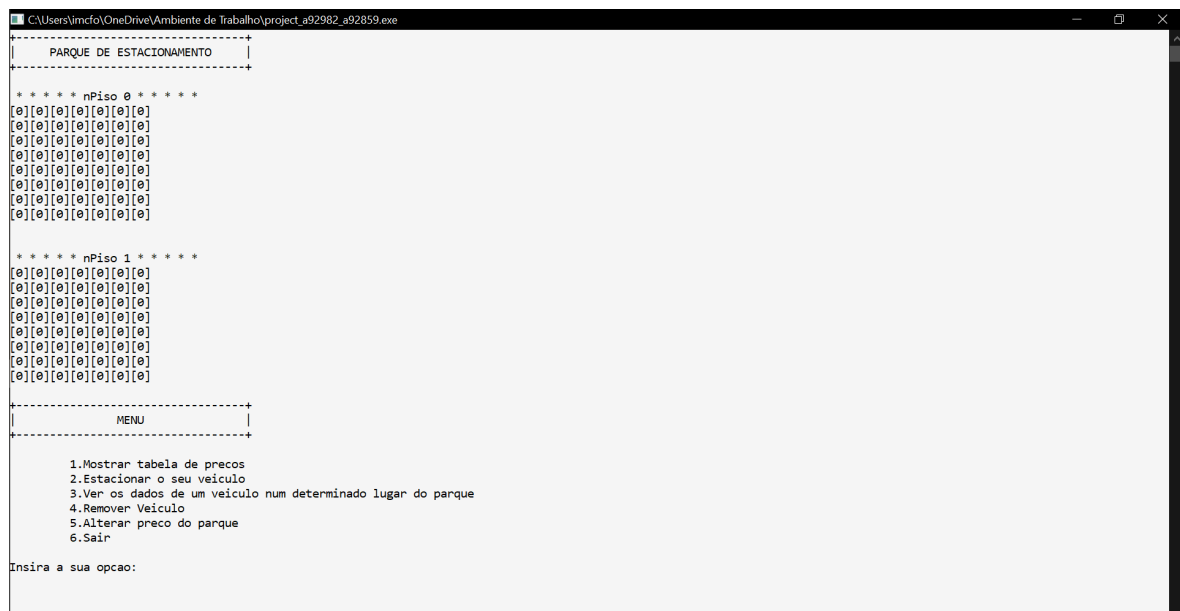 C:\Users\imcfo\OneDrive\Ambiente de Trabalho\project_a92982_a92859.exe
+----------------------------------+
| PARQUE DE ESTACIONAMENTO |
+----------------------------------+
* * * * * nPiso 0 * * * * *
[0][0][0][0][0][0][0]
[0][0][0][0][0][0][0]
[0][0][0][0][0][0][0]
[0][0][0][0][0][0][0]
[0][0][0][0][0][0][0]
[0][0][0][0][0][0][0]
[0][0][0][0][0][0][0]
[0][0][0][0][0][0][0]
* * * * * nPiso 1 * * * * *
[0][0][0][0][0][0][0]
[0][0][0][0][0][0][0]
[0][0][0][0][0][0][0]
[0][0][0][0][0][0][0]
[0][0][0][0][0][0][0]
[0][0][0][0][0][0][0]
[0][0][0][0][0][0][0]
[0][0][0][0][0][0][0]
+----------------------------------+
| MENU |
+----------------------------------+
1.Mostrar tabela de precos
2.Estacionar o seu veiculo
3.Ver os dados de um veiculo num determinado lugar do parque
4.Remover Veiculo
5.Alterar preco do parque
6.Sair
Insira a sua opcao: